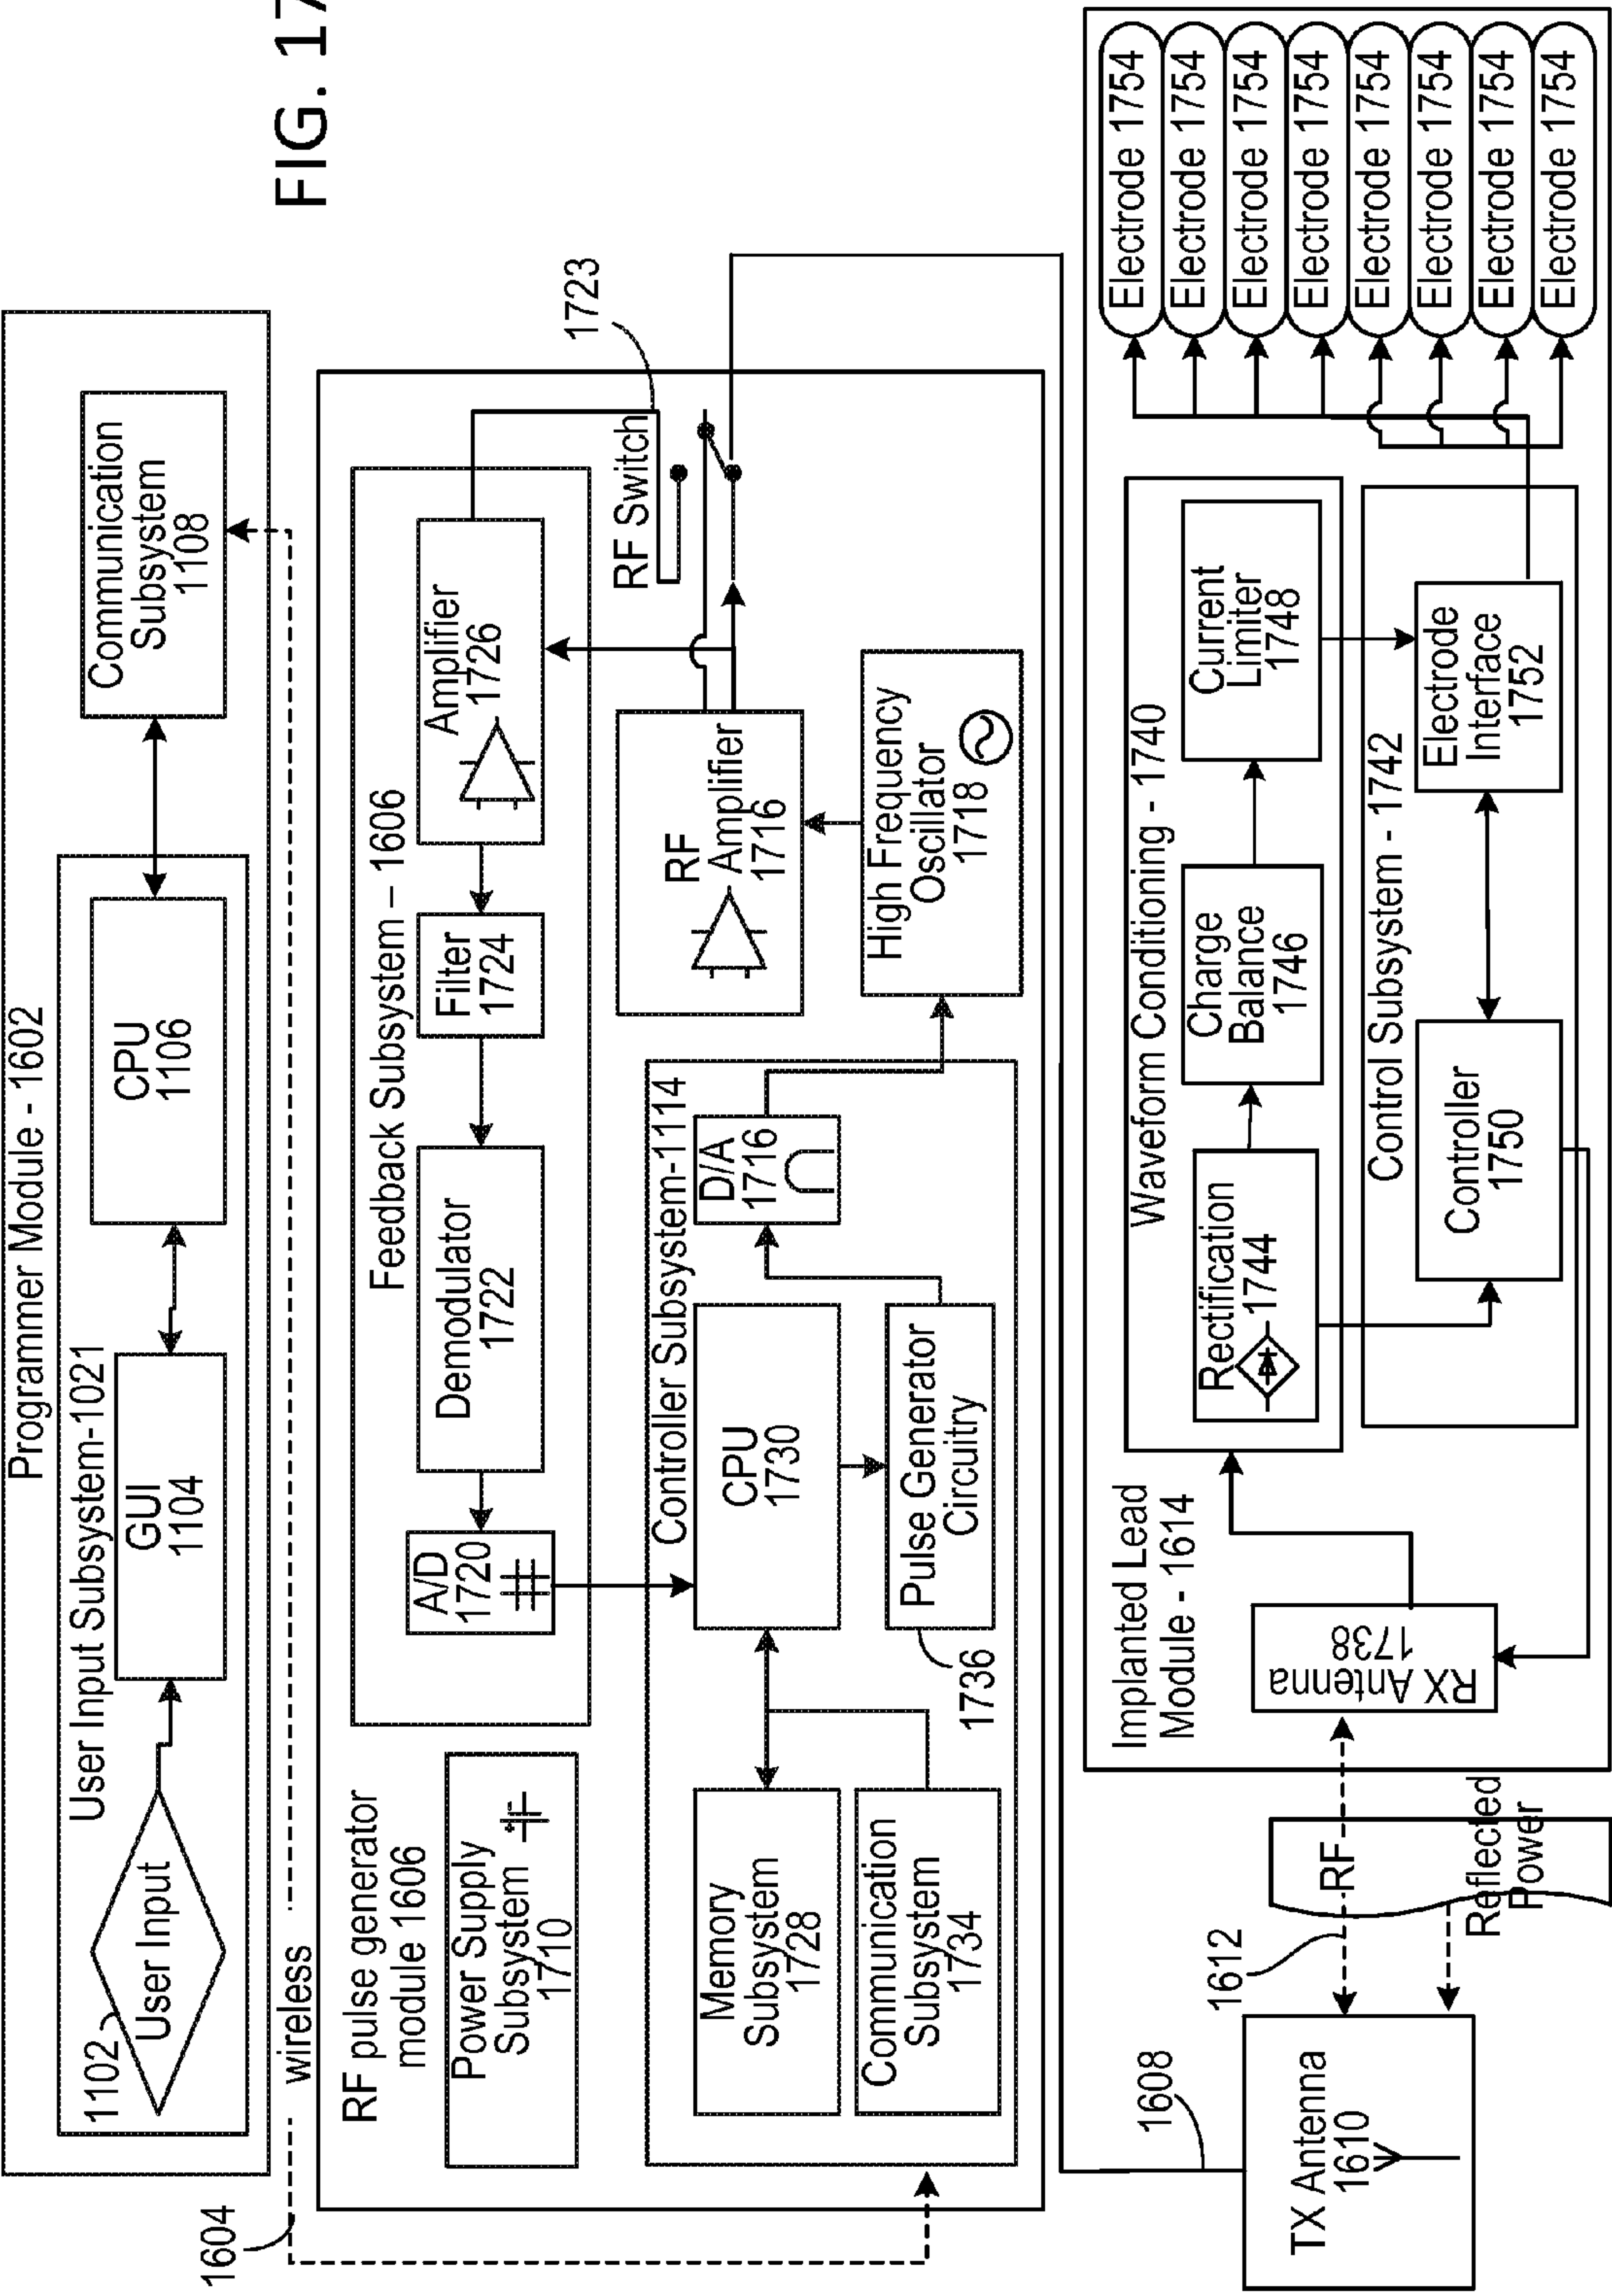 FIG. 17
Programmer Module - 1602
User Input Subsystem-1021
1102
User Input
GUI
1104
CPU
1106
Communication
Subsystem
1108
1604
wireless
RF pulse generator
module 1606
Power Supply
Subsystem
1710
Feedback Subsystem – 1606
A/D
1720
Demodulator
1722
Filter
1724
Amplifier
1726
1723
RF Switch
Controller Subsystem-1114
Memory
Subsystem
1728
Communication
Subsystem
1734
CPU
1730
Pulse Generator
Circuitry
1736
D/A
1716
RF
Amplifier
1716
High Frequency
Oscillator
1718
1608
TX Antenna
1610
1612
RF
Reflected
Power
Implanted Lead
Module - 1614
RX Antenna
1738
Waveform Conditioning - 1740
Rectification
1744
Charge
Balance
1746
Current
Limiter
1748
Control Subsystem - 1742
Controller
1750
Electrode
Interface
1752
Electrode 1754
Electrode 1754
Electrode 1754
Electrode 1754
Electrode 1754
Electrode 1754
Electrode 1754
Electrode 1754